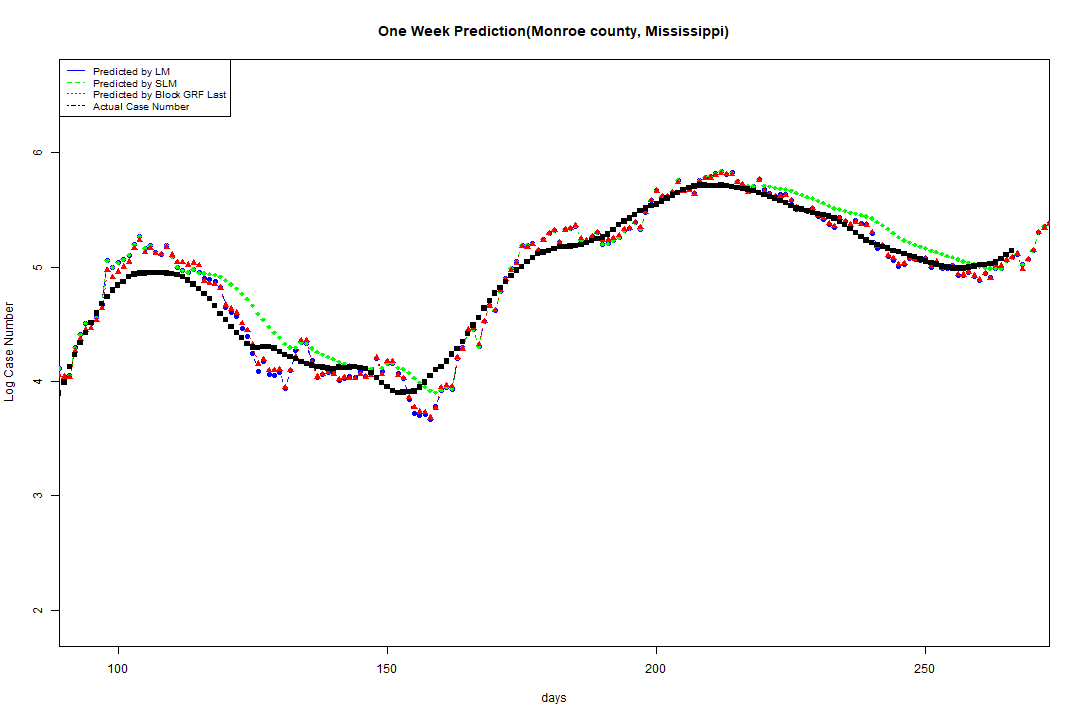 One Week Prediction(Monroe county, Mississippi)
Predicted by LM
Predicted by SLM
Predicted by Block GRF Last
Actual Case Number
6
5
4
3
2
Log Case Number
100 150 200 250
days